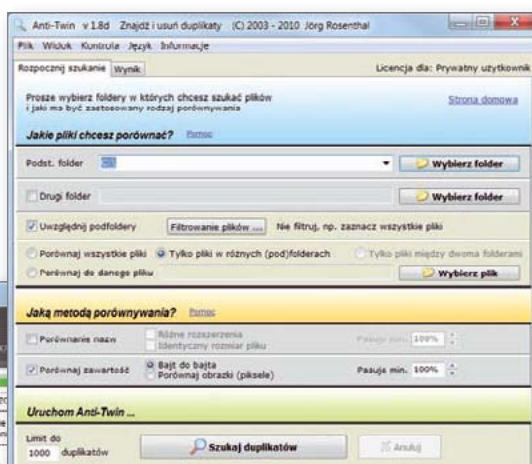 Anti-Twin v 1.8d Znajdź i usuń duplikaty (C) 2003 - 2010 Jörg Rosenthal
Plik Widok Kontrola Język Informacje
Rozpocznij szukanie Wynik Licencja dla: Prywatny użytkownik
Prosze wybierz foldery w których chcesz szukać plików Strona domowa
i jaki ma być zastosowany rodzaj porównywania
Jakie pliki chcesz porównać? Pomoc
Podst. folder C:\ Wybierz folder
Drugi folder Wybierz folder
Uwzględnij podfoldery Filtrowanie plików ... Nie filtruj, np. zaznacz wszystkie pliki
Porównaj wszystkie pliki Tylko pliki w różnych (pod)folderach Tylko pliki między dwoma folderami
Porównaj do danego pliku Wybierz plik
Jaką metodą porównywania? Pomoc
Porównanie nazw Różne rozszerzenia Pasuje min. 100%
Identyczny rozmiar pliku
Porównaj zawartość Bajt do bajta Pasuje min. 100%
Porównaj obrazki (piksele)
Uruchom Anti-Twin ...
Limit do
1000 duplikatów Szukaj duplikatów Anuluj